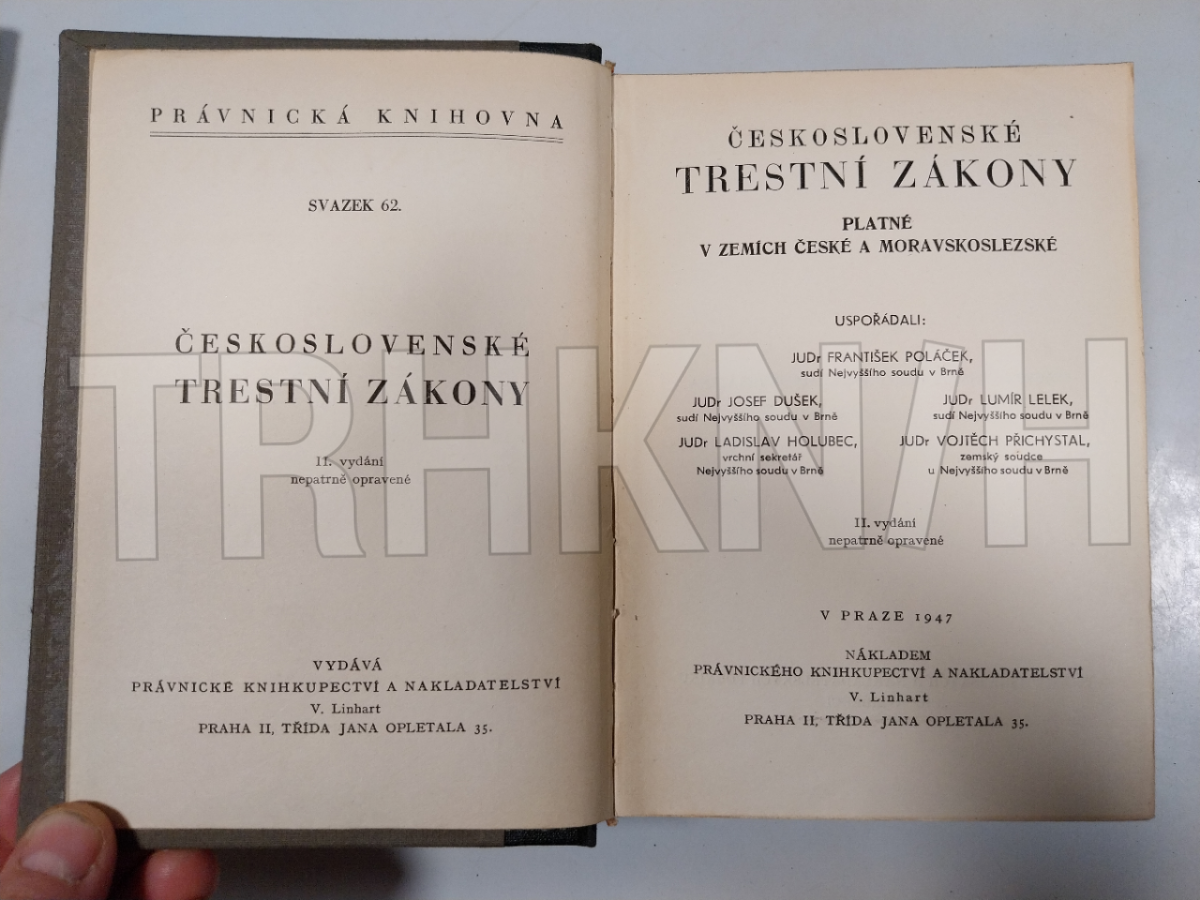 PRÁVNICKÁ KNIHOVNA
SVAZEK 62.
ČESKOSLOVENSKÉ
TRESTNÍ ZÁKONY
II. vydání
nepatrně opravené
VYDÁVÁ
PRÁVNICKÉ KNIHKUPECTVÍ A NAKLADATELSTVÍ
V. Linhart
PRAHA II, TŘÍDA JANA OPLETALA 35.
ČESKOSLOVENSKÉ
TRESTNÍ ZÁKONY
PLATNÉ
V ZEMÍCH ČESKÉ A MORAVSKOSLEZSKÉ
USPOŘÁDALI:
JUDr FRANTIŠEK POLÁČEK,
sudí Nejvyššího soudu v Brně
JUDr JOSEF DUŠEK,
sudí Nejvyššího soudu v Brně
JUDr LUMÍR LELEK,
sudí Nejvyššího soudu v Brně
JUDr LADISLAV HOLUBEC,
vrchní sekretář
Nejvyššího soudu v Brně
JUDr VOJTĚCH PŘICHYSTAL,
zemský soudce
u Nejvyššího soudu v Brně
II. vydání
nepatrně opravené
V PRAZE 1947
NÁKLADEM
PRÁVNICKÉHO KNIHKUPECTVÍ A NAKLADATELSTVÍ
V. Linhart
PRAHA II, TŘÍDA JANA OPLETALA 35.
TRHKNIH